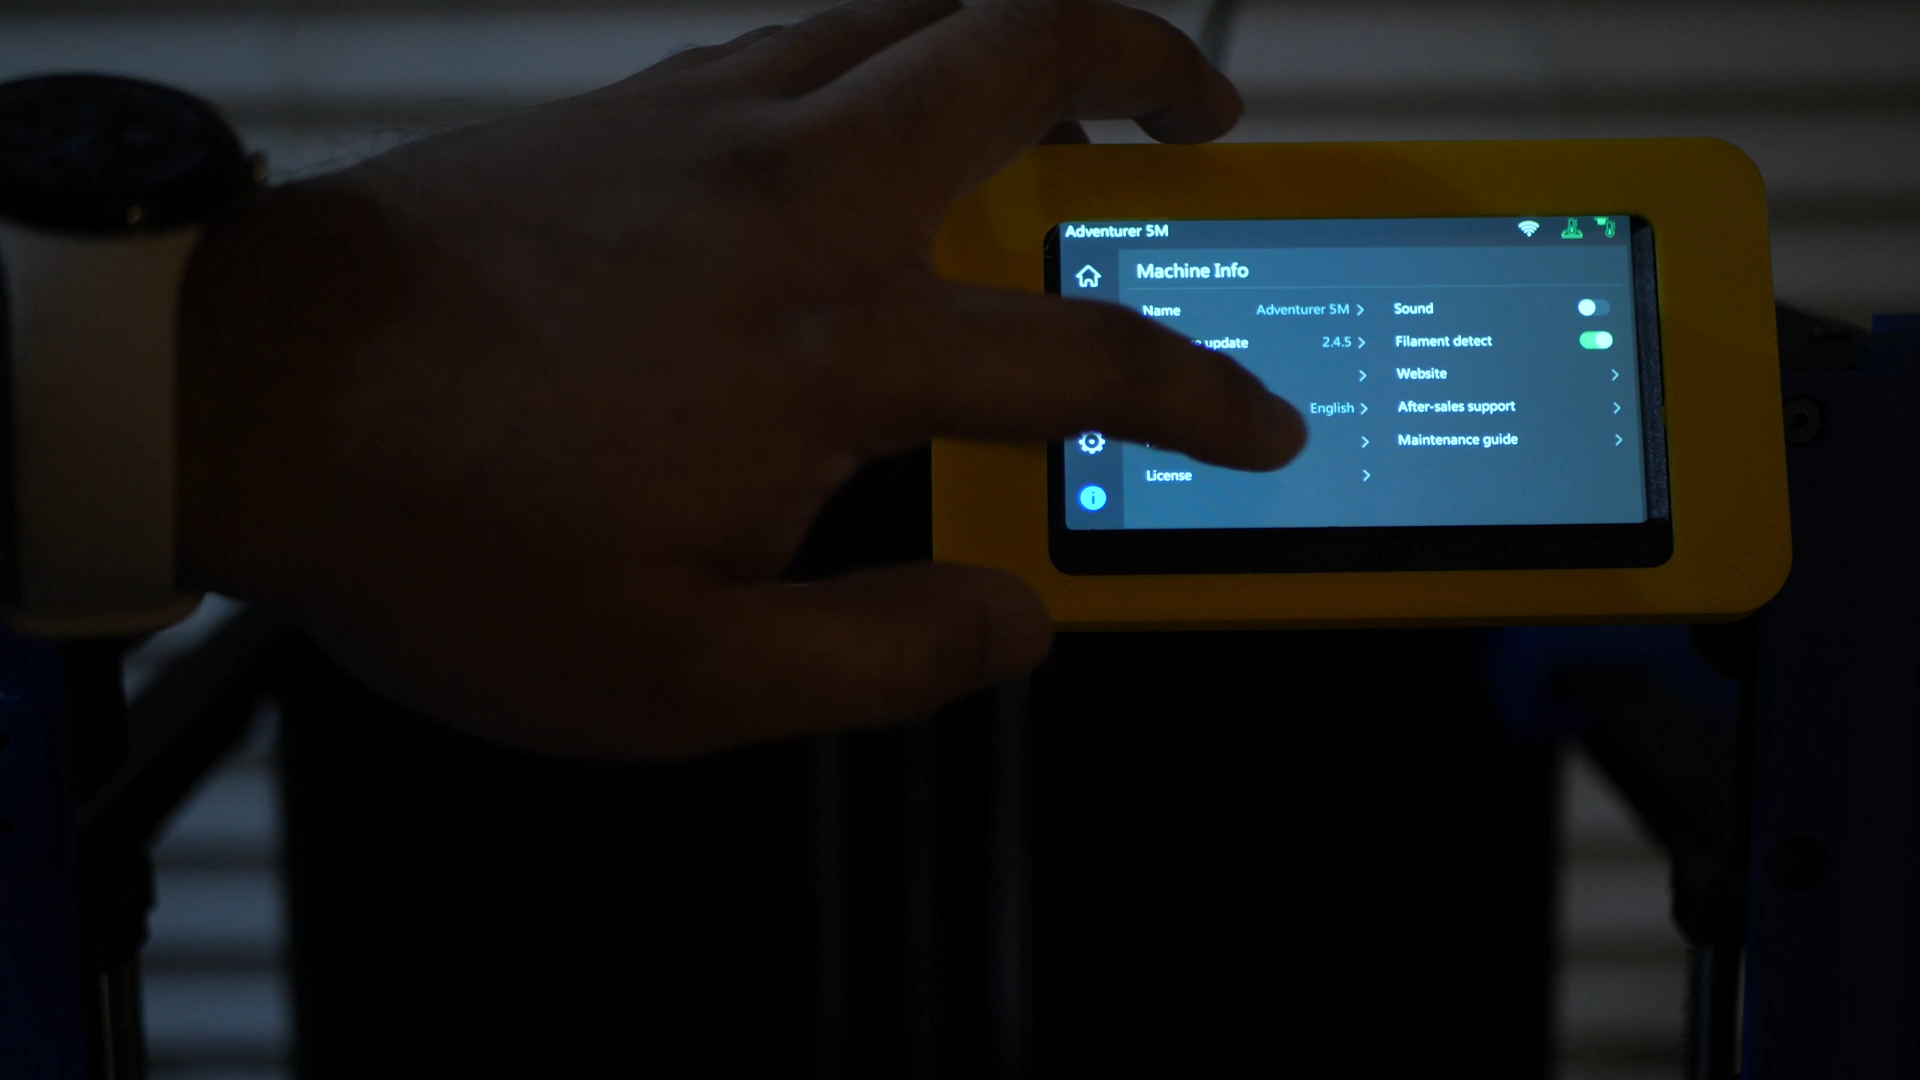 Adventurer 5M
Machine Info
Name Adventurer 5M
update 2.4.5
English
License
Sound
Filament detect
Website
After-sales support
Maintenance guide